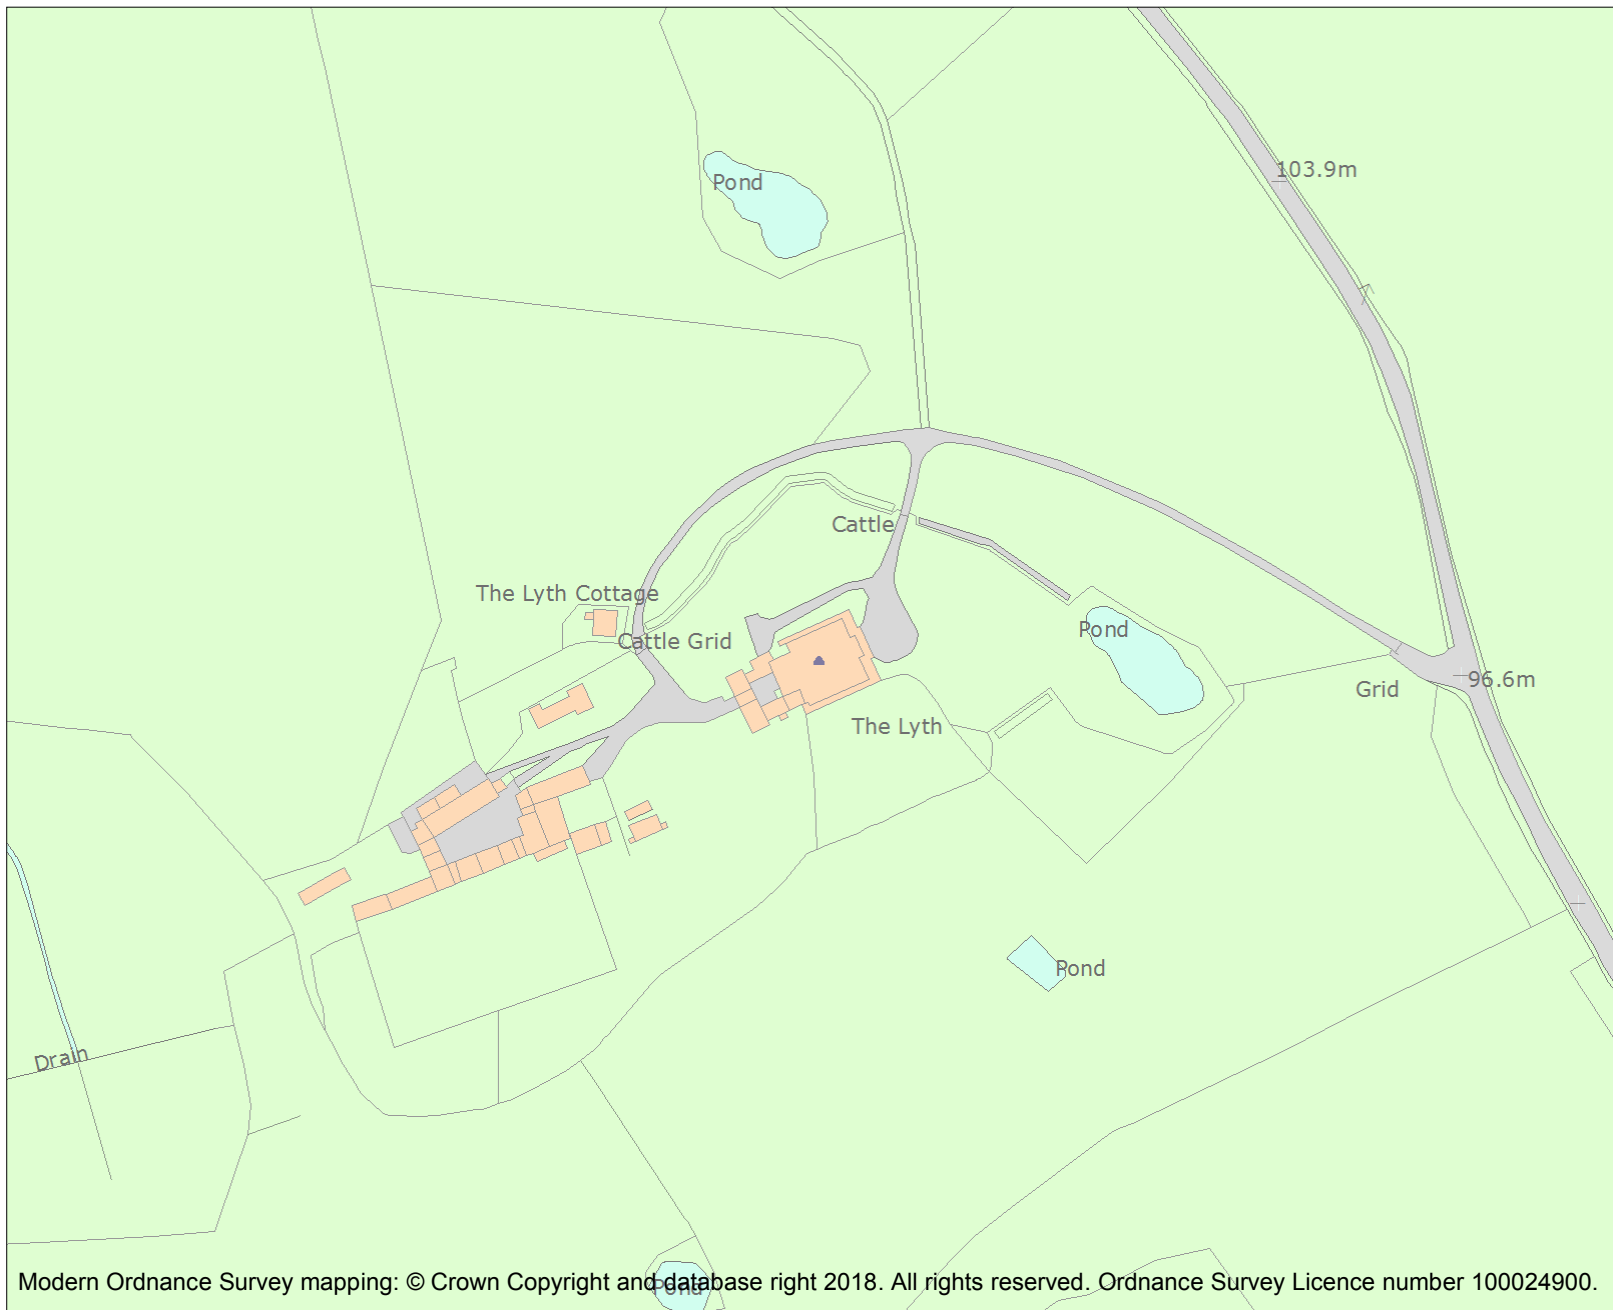 103.9m
Pond
Cattle
The Lyth Cottage
Pond
Cattle Grid
96.6m
Grid
The Lyth
Pond
Drain
Pond
Modern Ordnance Survey mapping: © Crown Copyright and database right 2018. All rights reserved. Ordnance Survey Licence number 100024900.